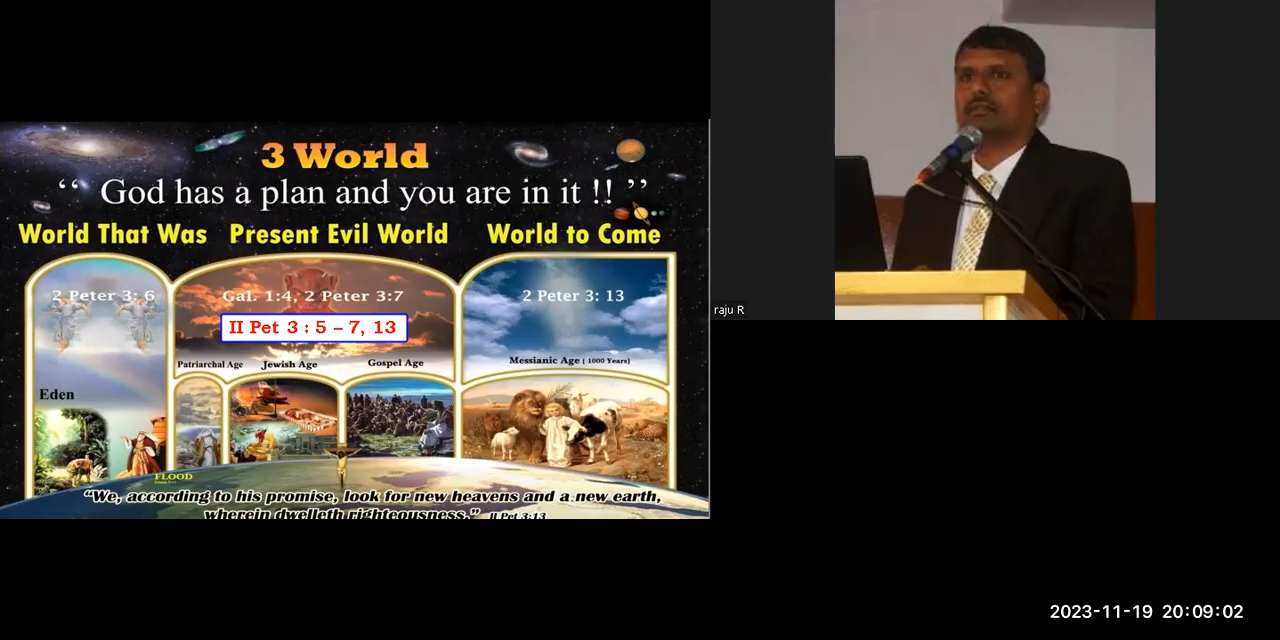 3 World
“ God has a plan and you are in it !! ”
World That Was Present Evil World World to Come
2 Peter 3: 6
Gal. 1:4, 2 Peter 3:7
2 Peter 3: 13
II Pet 3 : 5 – 7, 13
Patriarchal Age Jewish Age Gospel Age
Messianic Age ( 1000 Years)
Eden
FLOOD
“We, according to his promise, look for new heavens and a new earth,
wherein dwelleth righteousness.” II Pet 3:13
raju R
2023-11-19 20:09:02